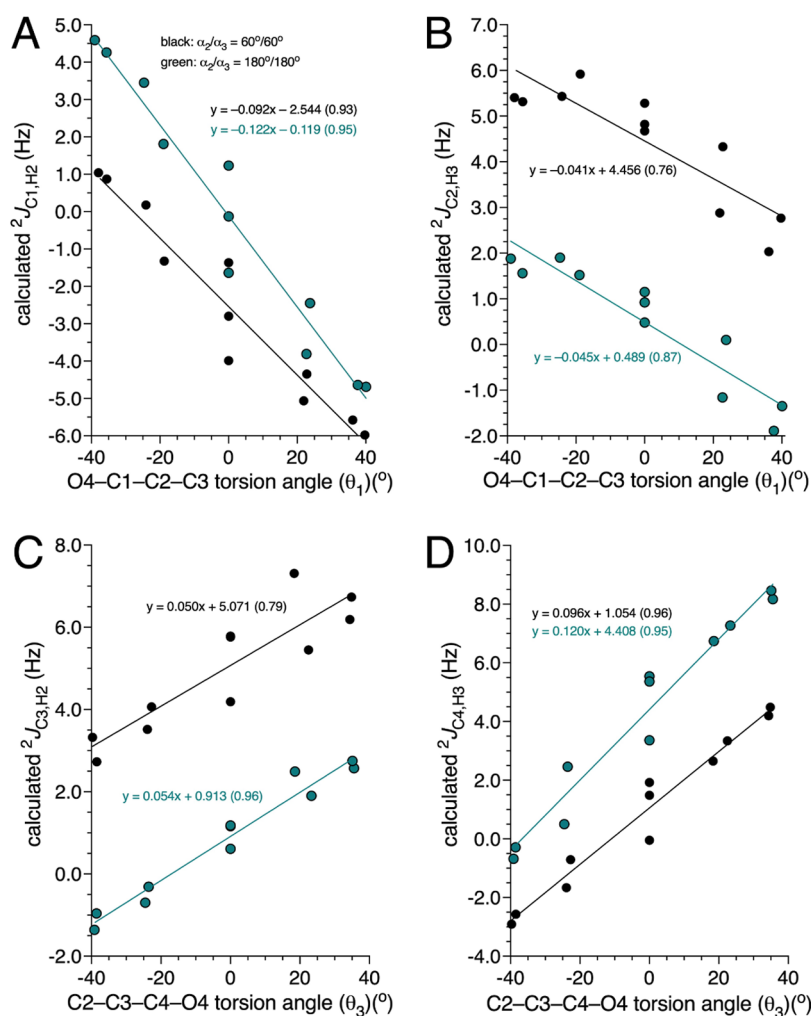 A
calculated ²J_C1,H2 (Hz)
5.0
4.0
3.0
2.0
1.0
0.0
-1.0
-2.0
-3.0
-4.0
-5.0
-6.0
black: α₂/α₃ = 60°/60°
green: α₂/α₃ = 180°/180°
y = –0.092x – 2.544 (0.93)
y = –0.122x – 0.119 (0.95)
-40 -20 0 20 40
O4–C1–C2–C3 torsion angle (θ₁)(°)
B
calculated ²J_C2,H3 (Hz)
7.0
6.0
5.0
4.0
3.0
2.0
1.0
0.0
-1.0
-2.0
y = –0.041x + 4.456 (0.76)
y = –0.045x + 0.489 (0.87)
-40 -20 0 20 40
O4–C1–C2–C3 torsion angle (θ₁)(°)
C
calculated ²J_C3,H2 (Hz)
8.0
6.0
4.0
2.0
0.0
-2.0
y = 0.050x + 5.071 (0.79)
y = 0.054x + 0.913 (0.96)
-40 -20 0 20 40
C2–C3–C4–O4 torsion angle (θ₃)(°)
D
calculated ²J_C4,H3 (Hz)
10.0
8.0
6.0
4.0
2.0
0.0
-2.0
-4.0
y = 0.096x + 1.054 (0.96)
y = 0.120x + 4.408 (0.95)
-40 -20 0 20 40
C2–C3–C4–O4 torsion angle (θ₃)(°)